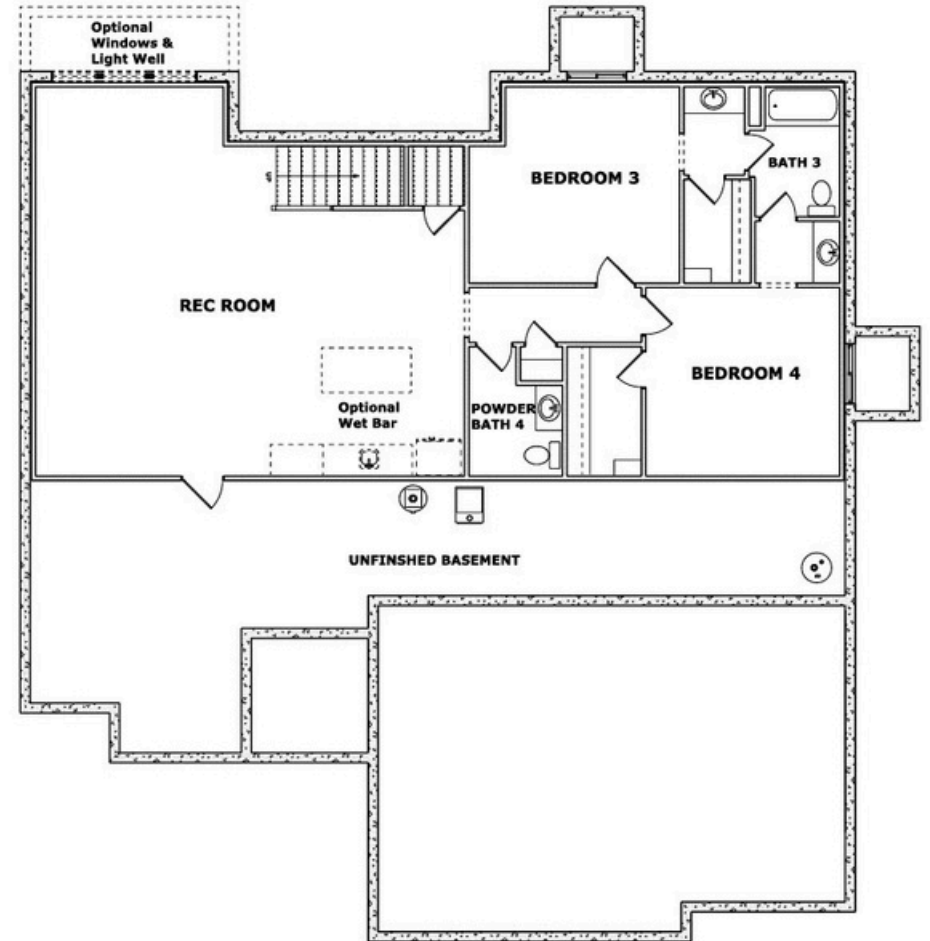 Optional
Windows &
Light Well
BEDROOM 3
BATH 3
UP
REC ROOM
BEDROOM 4
Optional
Wet Bar
POWDER
BATH 4
UNFINSHED BASEMENT